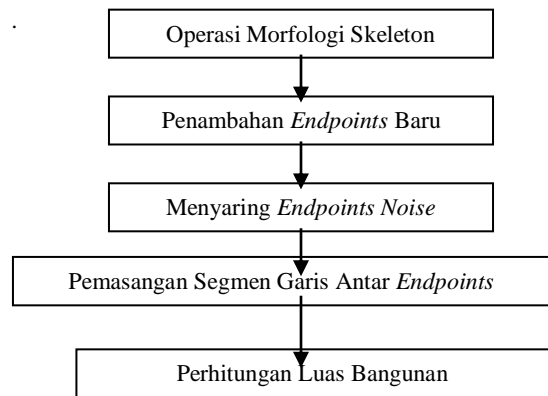 .
Operasi Morfologi Skeleton
Penambahan Endpoints Baru
Menyaring Endpoints Noise
Pemasangan Segmen Garis Antar Endpoints
Perhitungan Luas Bangunan